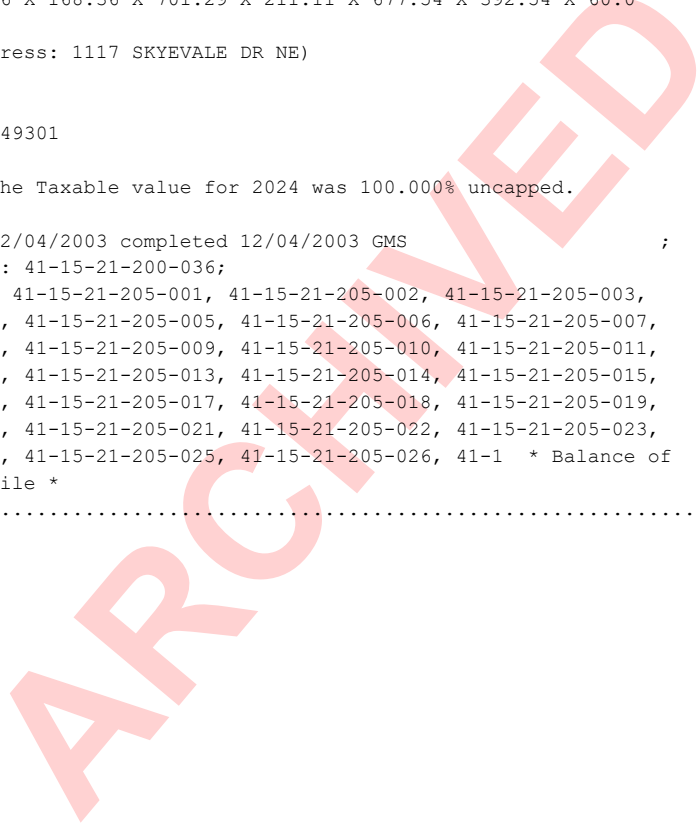 6 X 168.36 X 701.29 X 211.11 X 677.54 X 392.54 X 60.0
ress: 1117 SKYEVALE DR NE)
49301
he Taxable value for 2024 was 100.000% uncapped.
2/04/2003 completed 12/04/2003 GMS ;
: 41-15-21-200-036;
41-15-21-205-001, 41-15-21-205-002, 41-15-21-205-003,
, 41-15-21-205-005, 41-15-21-205-006, 41-15-21-205-007,
, 41-15-21-205-009, 41-15-21-205-010, 41-15-21-205-011,
, 41-15-21-205-013, 41-15-21-205-014, 41-15-21-205-015,
, 41-15-21-205-017, 41-15-21-205-018, 41-15-21-205-019,
, 41-15-21-205-021, 41-15-21-205-022, 41-15-21-205-023,
, 41-15-21-205-025, 41-15-21-205-026, 41-1 * Balance of
ile *
.........................................................
ARCHIVED